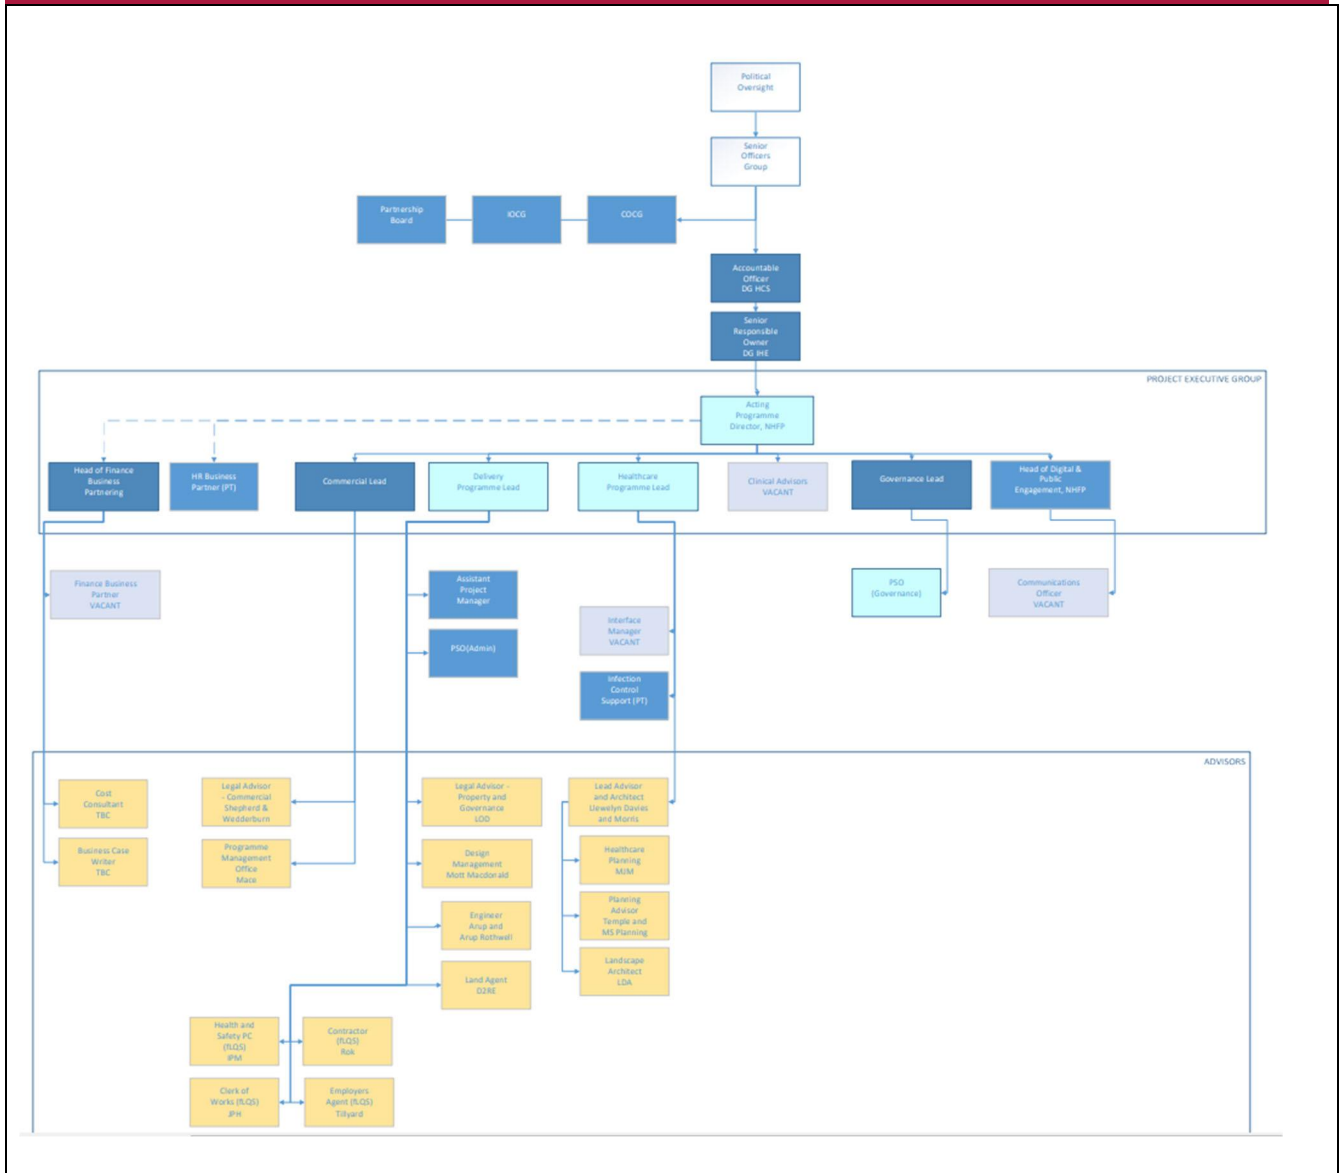 Political
Oversight
Senior
Officers
Group
Partnership
Board
IOCG
COCG
Accountable
Officer
DG HCS
Senior
Responsible
Owner
DG IHE
PROJECT EXECUTIVE GROUP
Acting
Programme
Director, NHFP
Head of Finance
Business
Partnering
HR Business
Partner (PT)
Commercial Lead
Delivery
Programme Lead
Healthcare
Programme Lead
Clinical Advisors
VACANT
Governance Lead
Head of Digital &
Public
Engagement, NHFP
Finance Business
Partner
VACANT
Assistant
Project
Manager
PSO(Admin)
Interface
Manager
VACANT
Infection
Control
Support (PT)
PSO
(Governance)
Communications
Officer
VACANT
ADVISORS
Cost
Consultant
TBC
Business Case
Writer
TBC
Legal Advisor
- Commercial
Shepherd &
Wedderburn
Programme
Management
Office
Mace
Legal Advisor -
Property and
Governance
LOD
Design
Management
Mott Macdonald
Engineer
Arup and
Arup Rothwell
Land Agent
D2RE
Lead Advisor
and Architect
Llewelyn Davies
and Morris
Healthcare
Planning
MJM
Planning
Advisor
Temple and
MS Planning
Landscape
Architect
LDA
Health and
Safety PC
(fLQS)
IPM
Contractor
(fLQS)
Rok
Clerk of
Works (fLQS)
JPH
Employers
Agent (fLQS)
Tillyard